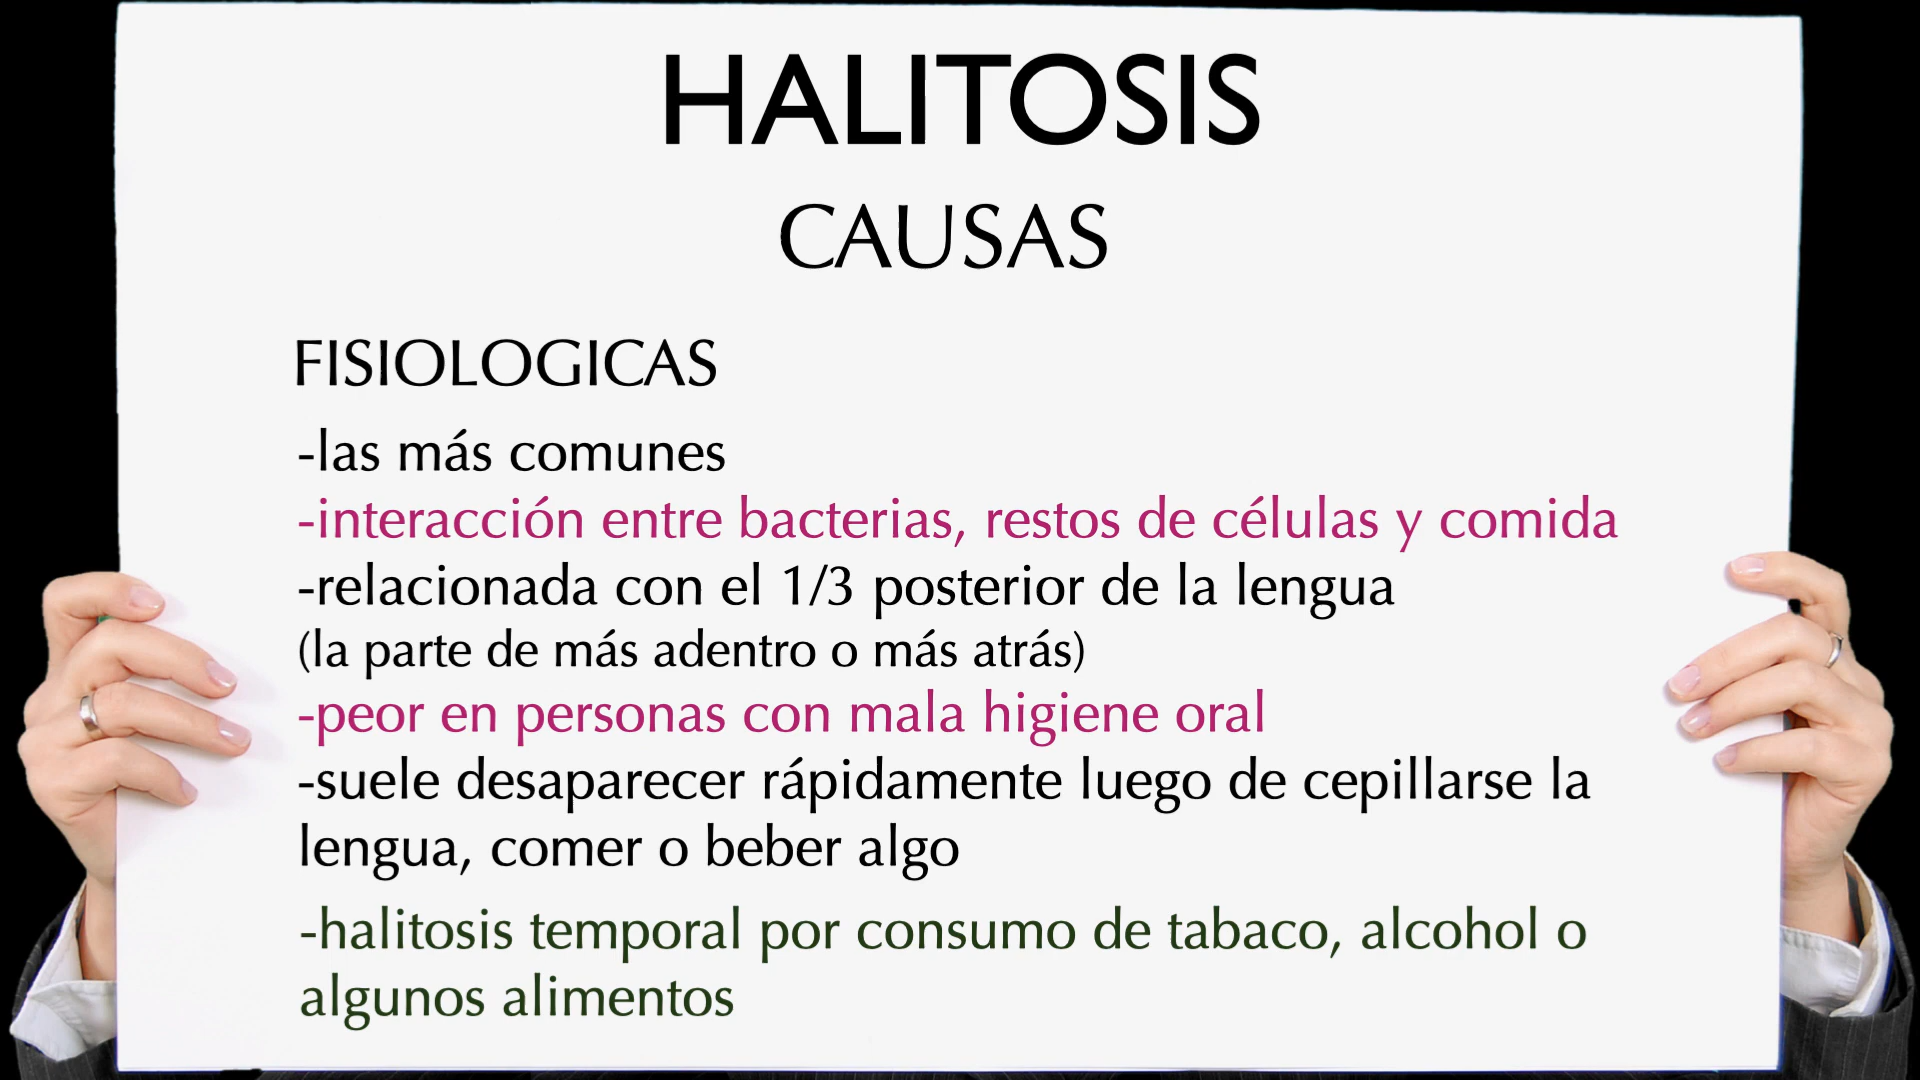 HALITOSIS
CAUSAS
FISIOLOGICAS
-las más comunes
-interacción entre bacterias, restos de células y comida
-relacionada con el 1/3 posterior de la lengua
(la parte de más adentro o más atrás)
-peor en personas con mala higiene oral
-suele desaparecer rápidamente luego de cepillarse la
lengua, comer o beber algo
-halitosis temporal por consumo de tabaco, alcohol o
algunos alimentos